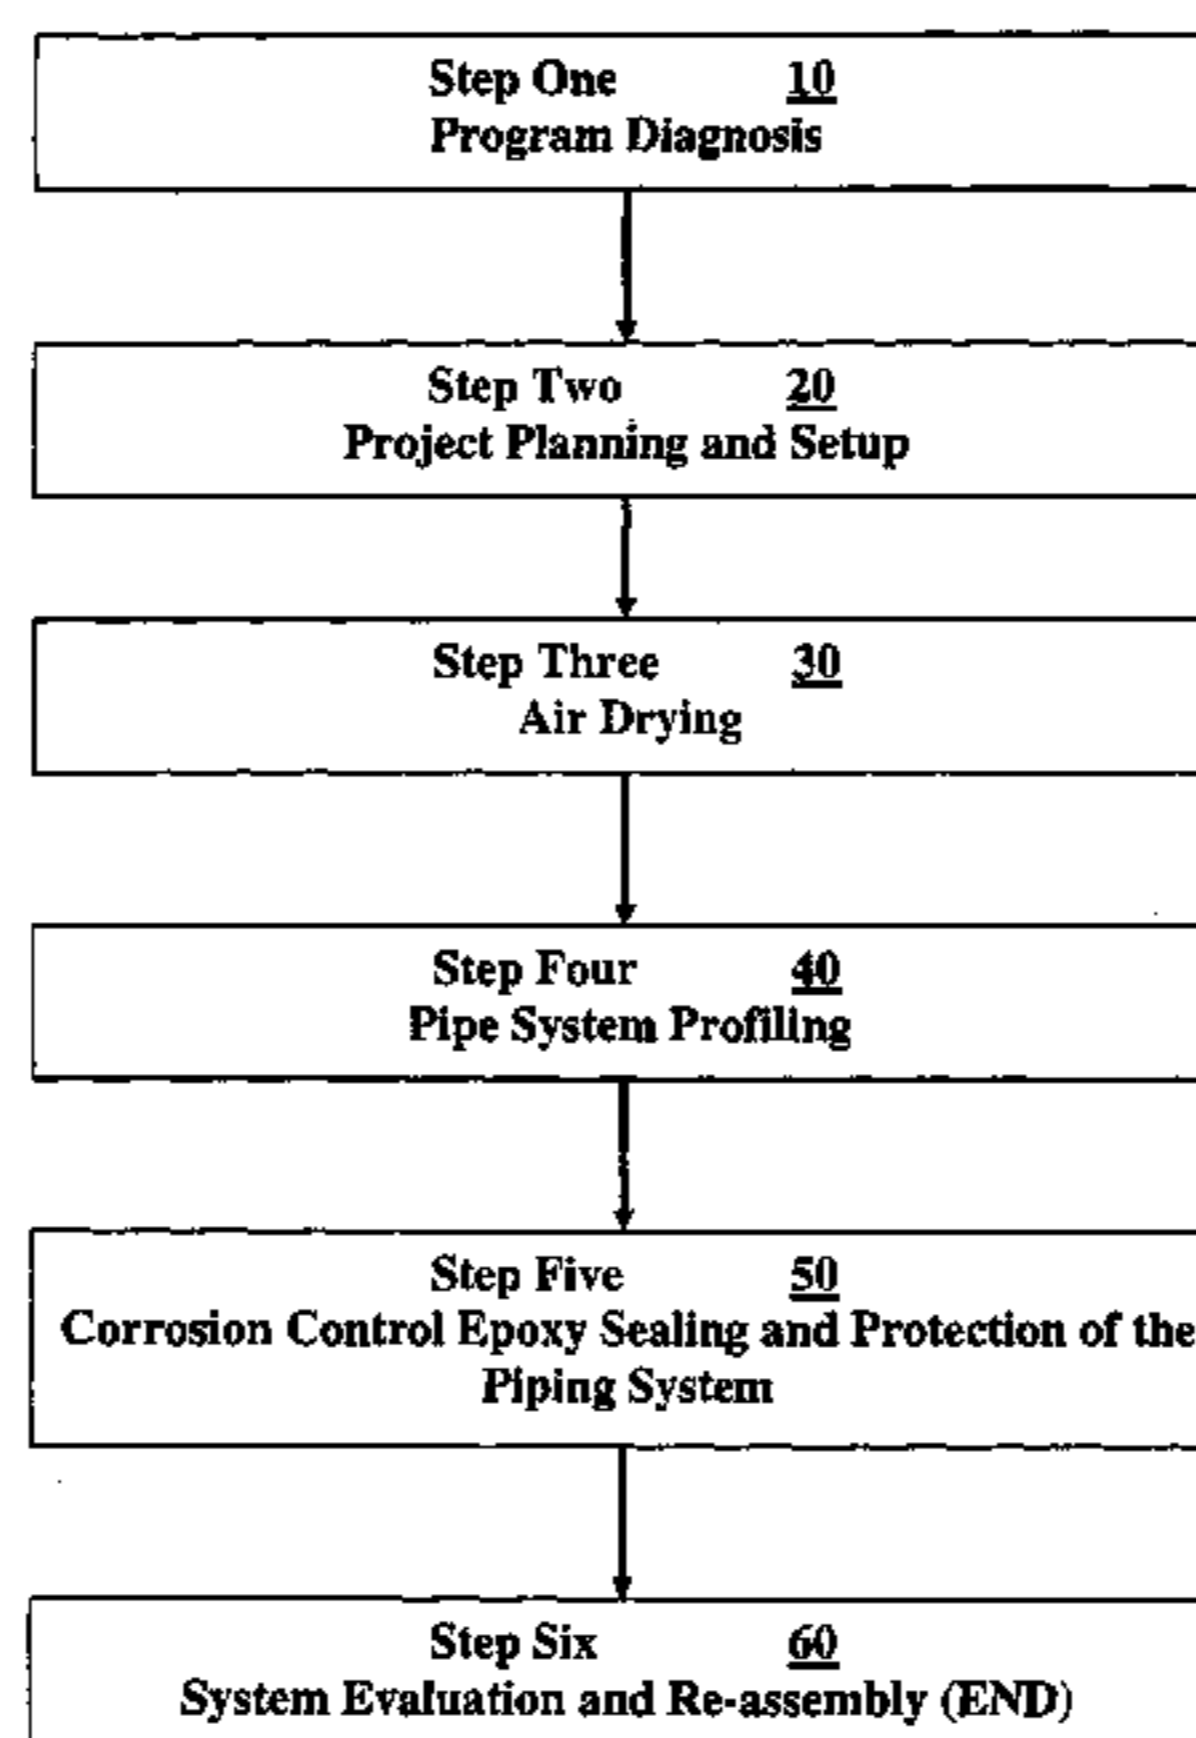 Step One 10
Program Diagnosis
Step Two 20
Project Planning and Setup
Step Three 30
Air Drying
Step Four 40
Pipe System Profiling
Step Five 50
Corrosion Control Epoxy Sealing and Protection of the
Piping System
Step Six 60
System Evaluation and Re-assembly (END)